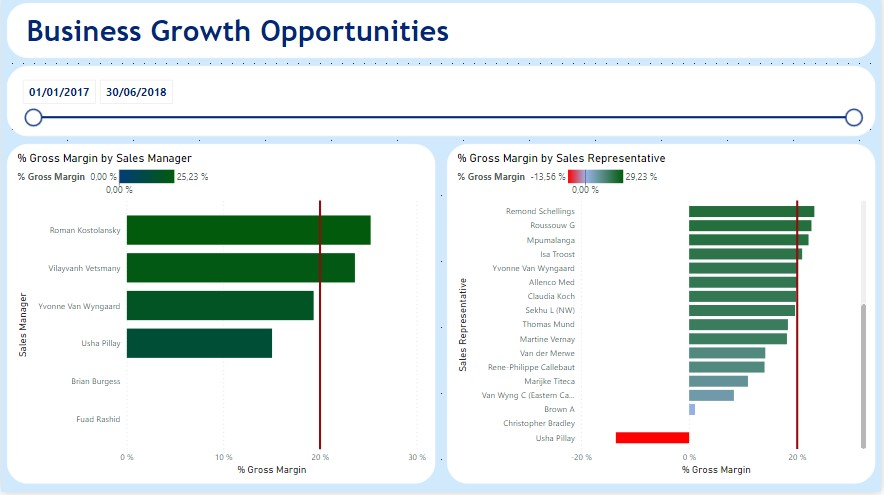 Business Growth Opportunities
01/01/2017 30/06/2018
% Gross Margin by Sales Manager
% Gross Margin 0,00 % 25,23 %
0,00 %
Sales Manager
Roman Kostolansky
Vilayvanh Vetsmany
Yvonne Van Wyngaard
Usha Pillay
Brian Burgess
Fuad Rashid
0 % 10 % 20 % 30 %
% Gross Margin
% Gross Margin by Sales Representative
% Gross Margin -13,56 % 29,23 %
0,00 %
Sales Representative
Remond Schellings
Roussouw G
Mpumalanga
Isa Troost
Yvonne Van Wyngaard
Allenco Med
Claudia Koch
Sekhu L (NW)
Thomas Mund
Martine Vernay
Van der Merwe
Rene-Philippe Callebaut
Marijke Titeca
Van Wyng C (Eastern Ca...
Brown A
Christopher Bradley
Usha Pillay
-20 % 0 % 20 %
% Gross Margin